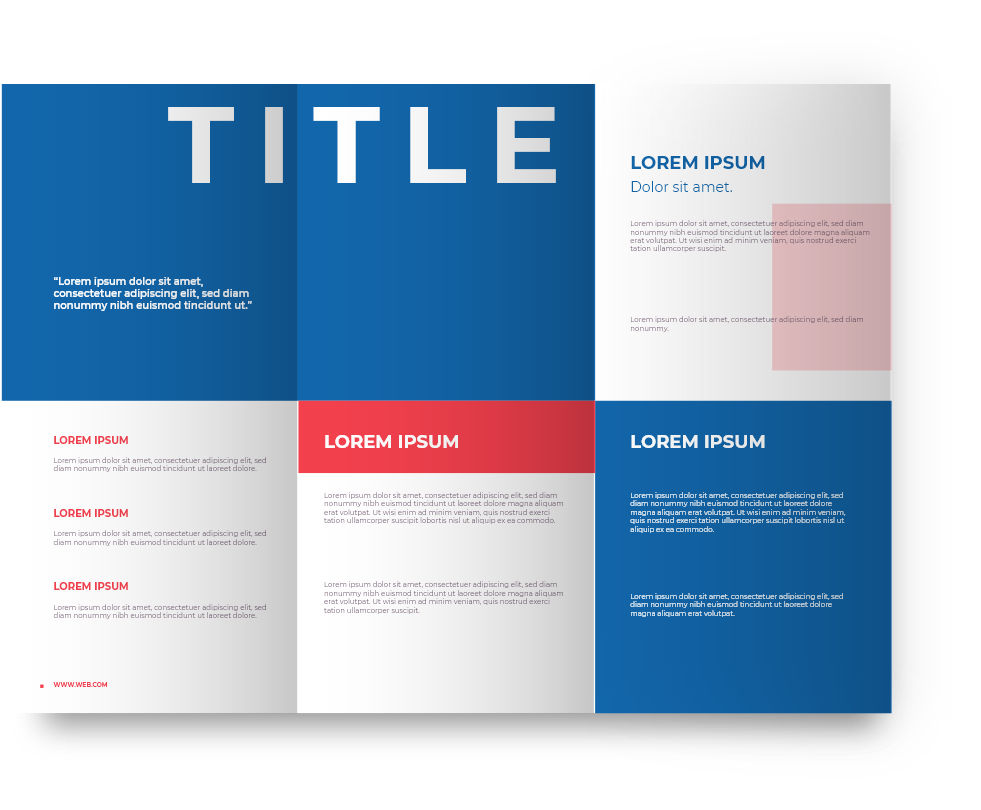 TITLE
"Lorem ipsum dolor sit amet,
consectetuer adipiscing elit, sed diam
nonummy nibh euismod tincidunt ut."
LOREM IPSUM
Dolor sit amet.
Lorem ipsum dolor sit amet, consectetuer adipiscing elit, sed diam
nonummy nibh euismod tincidunt ut laoreet dolore magna aliquam
erat volutpat. Ut wisi enim ad minim veniam, quis nostrud exerci
tation ullamcorper suscipit.
Lorem ipsum dolor sit amet, consectetuer adipiscing elit, sed diam
nonummy.
LOREM IPSUM
Lorem ipsum dolor sit amet, consectetuer adipiscing elit, sed
diam nonummy nibh euismod tincidunt ut laoreet dolore.
LOREM IPSUM
Lorem ipsum dolor sit amet, consectetuer adipiscing elit, sed
diam nonummy nibh euismod tincidunt ut laoreet dolore.
LOREM IPSUM
Lorem ipsum dolor sit amet, consectetuer adipiscing elit, sed
diam nonummy nibh euismod tincidunt ut laoreet dolore.
WWW.WEB.COM
LOREM IPSUM
Lorem ipsum dolor sit amet, consectetuer adipiscing elit, sed diam
nonummy nibh euismod tincidunt ut laoreet dolore magna aliquam
erat volutpat. Ut wisi enim ad minim veniam, quis nostrud exerci
tation ullamcorper suscipit lobortis nisl ut aliquip ex ea commodo.
Lorem ipsum dolor sit amet, consectetuer adipiscing elit, sed diam
nonummy nibh euismod tincidunt ut laoreet dolore magna aliquam
erat volutpat. Ut wisi enim ad minim veniam, quis nostrud exerci
tation ullamcorper suscipit.
LOREM IPSUM
Lorem ipsum dolor sit amet, consectetuer adipiscing elit, sed
diam nonummy nibh euismod tincidunt ut laoreet dolore
magna aliquam erat volutpat. Ut wisi enim ad minim veniam,
quis nostrud exerci tation ullamcorper suscipit lobortis nisl ut
aliquip ex ea commodo.
Lorem ipsum dolor sit amet, consectetuer adipiscing elit, sed
diam nonummy nibh euismod tincidunt ut laoreet dolore
magna aliquam erat volutpat.